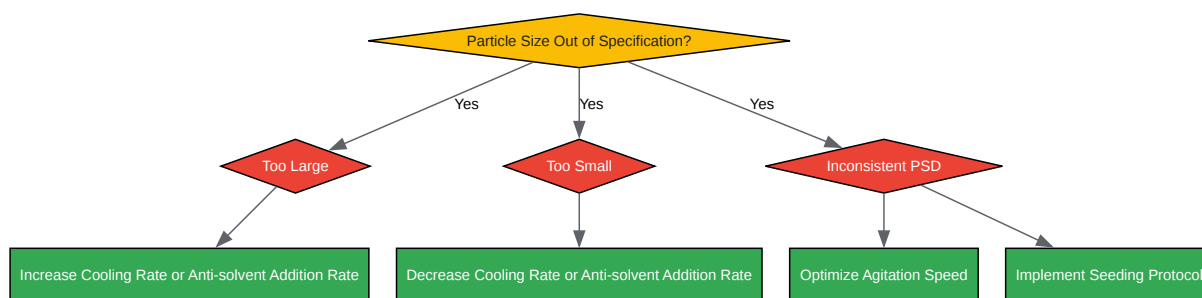 Particle Size Out of Specification?
Yes
Yes
Yes
Too Large
Too Small
Inconsistent PSD
Increase Cooling Rate or Anti-solvent Addition Rate
Decrease Cooling Rate or Anti-solvent Addition Rate
Optimize Agitation Speed
Implement Seeding Protocol